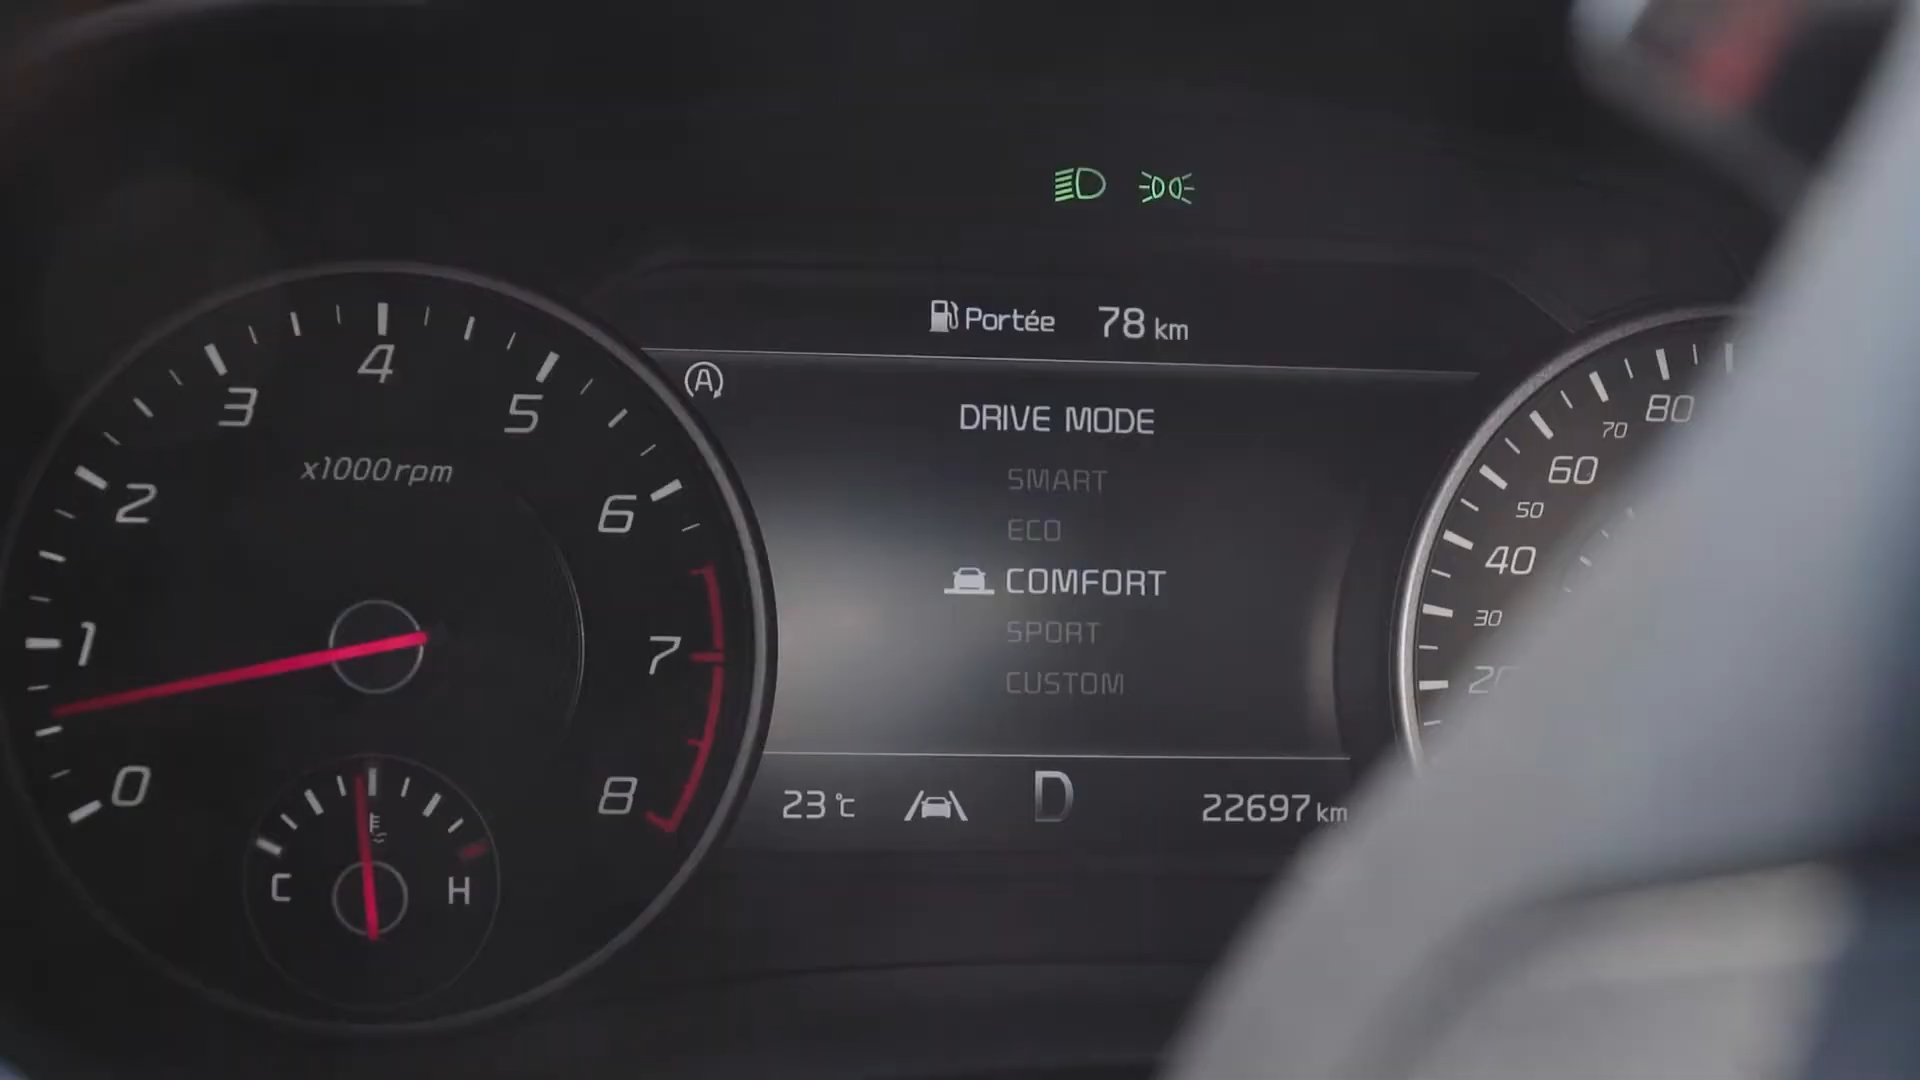 Portée 78 km
A
DRIVE MODE
SMART
ECO
COMFORT
SPORT
CUSTOM
23 °C D 22697 km
0
1
2
3
4
5
6
7
8
x1000rpm
C H
30
40
50
60
70
80